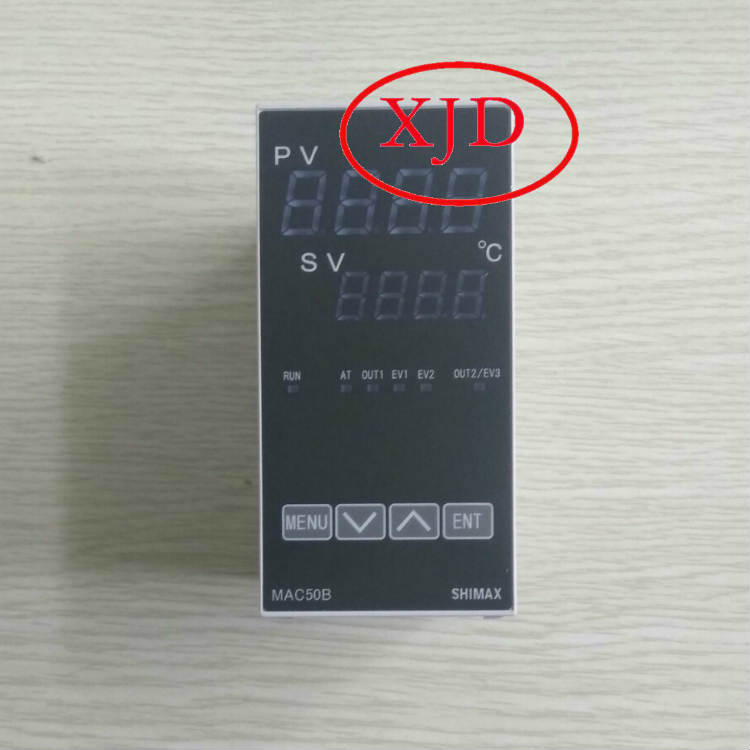 XJD
PV
SV
℃
RUN AT OUT1 EV1 EV2 OUT2/EV3
MENU ENT
MAC50B SHIMAX